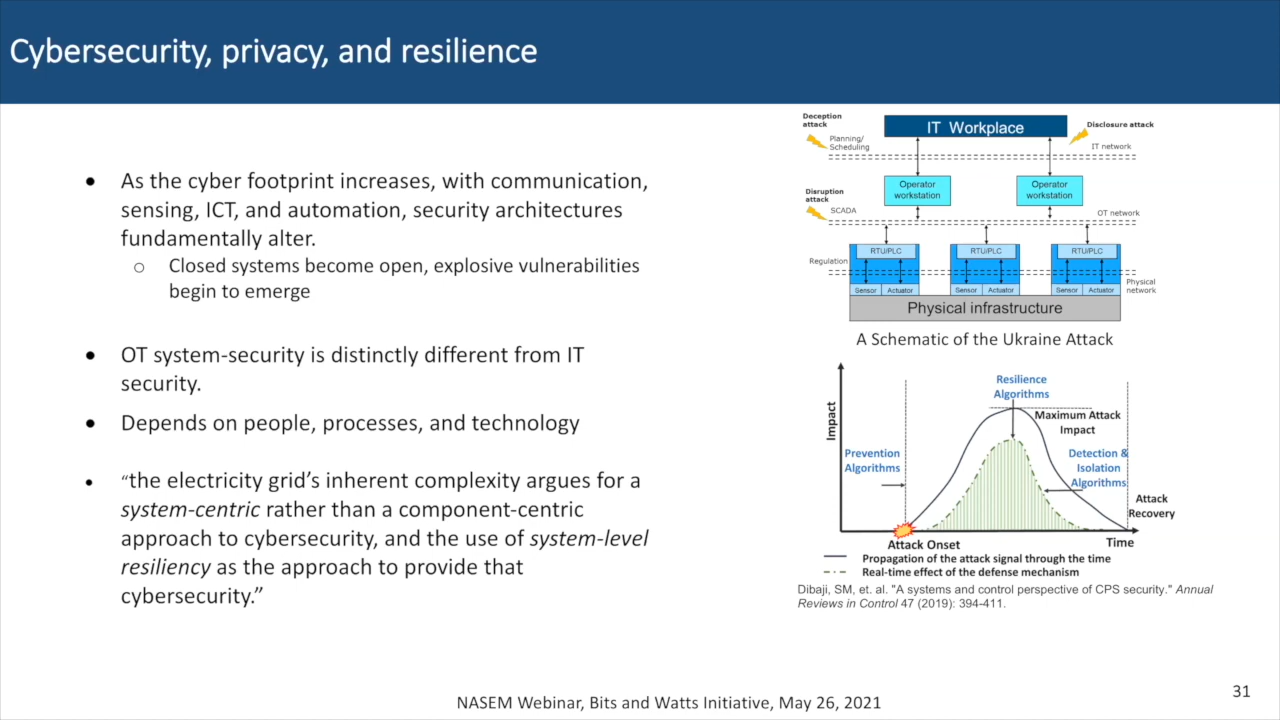 Cybersecurity, privacy, and resilience
• As the cyber footprint increases, with communication,
sensing, ICT, and automation, security architectures
fundamentally alter.
o Closed systems become open, explosive vulnerabilities
begin to emerge
• OT system-security is distinctly different from IT
security.
• Depends on people, processes, and technology
• “the electricity grid’s inherent complexity argues for a
system-centric rather than a component-centric
approach to cybersecurity, and the use of system-level
resiliency as the approach to provide that
cybersecurity.”
Deception
attack
IT Workplace
Disclosure attack
Planning/
Scheduling
IT network
Operator
workstation
Operator
workstation
Disruption
attack
SCADA
OT network
RTU/PLC
RTU/PLC
RTU/PLC
Regulation
Physical
network
Sensor Actuator
Sensor Actuator
Sensor Actuator
Physical infrastructure
A Schematic of the Ukraine Attack
Impact
Resilience
Algorithms
Maximum Attack
Impact
Prevention
Algorithms
Detection &
Isolation
Algorithms
Attack
Recovery
Attack Onset
Time
Propagation of the attack signal through the time
Real-time effect of the defense mechanism
Dibaji, SM, et. al. "A systems and control perspective of CPS security." Annual
Reviews in Control 47 (2019): 394-411.
NASEM Webinar, Bits and Watts Initiative, May 26, 2021
31